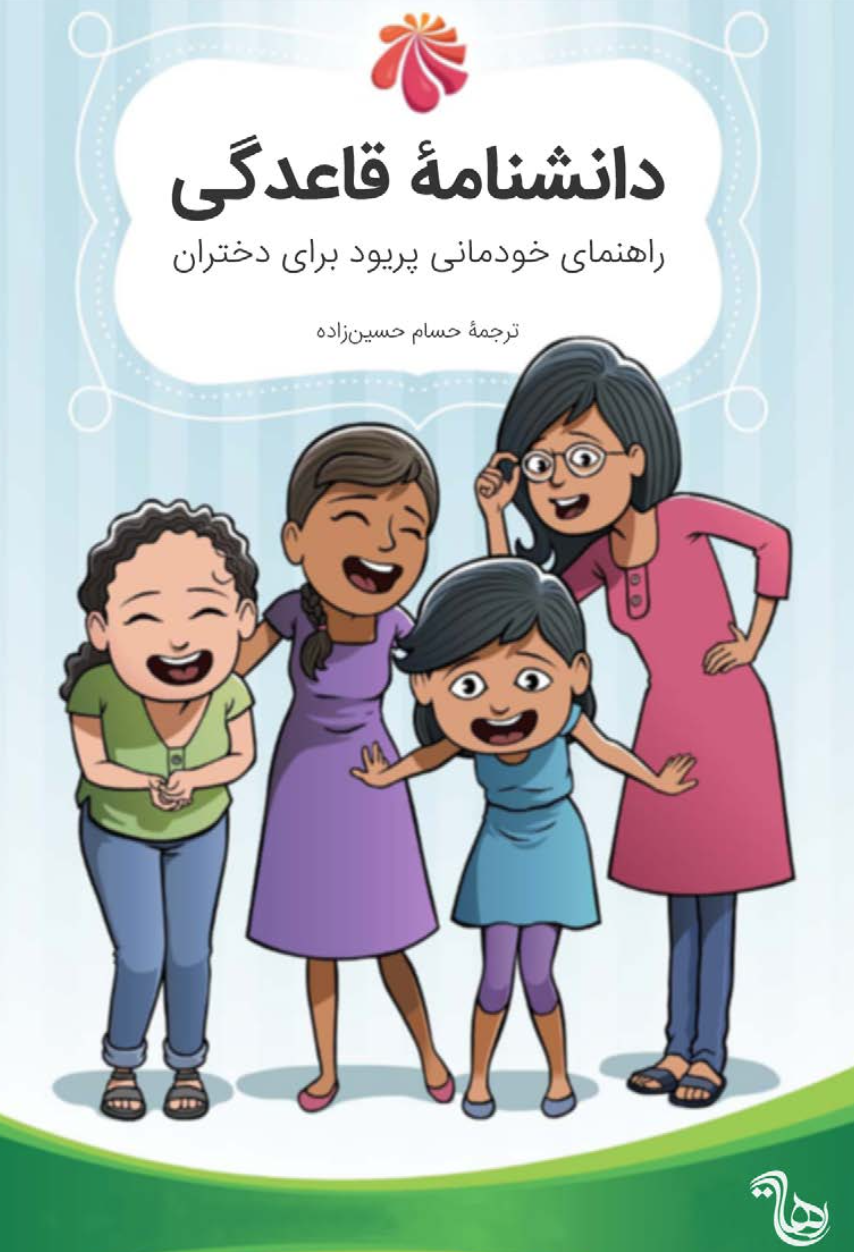 دانشنامهٔ قاعدگی
راهنمای خودمانی پریود برای دختران
ترجمهٔ حسام حسین‌زاده